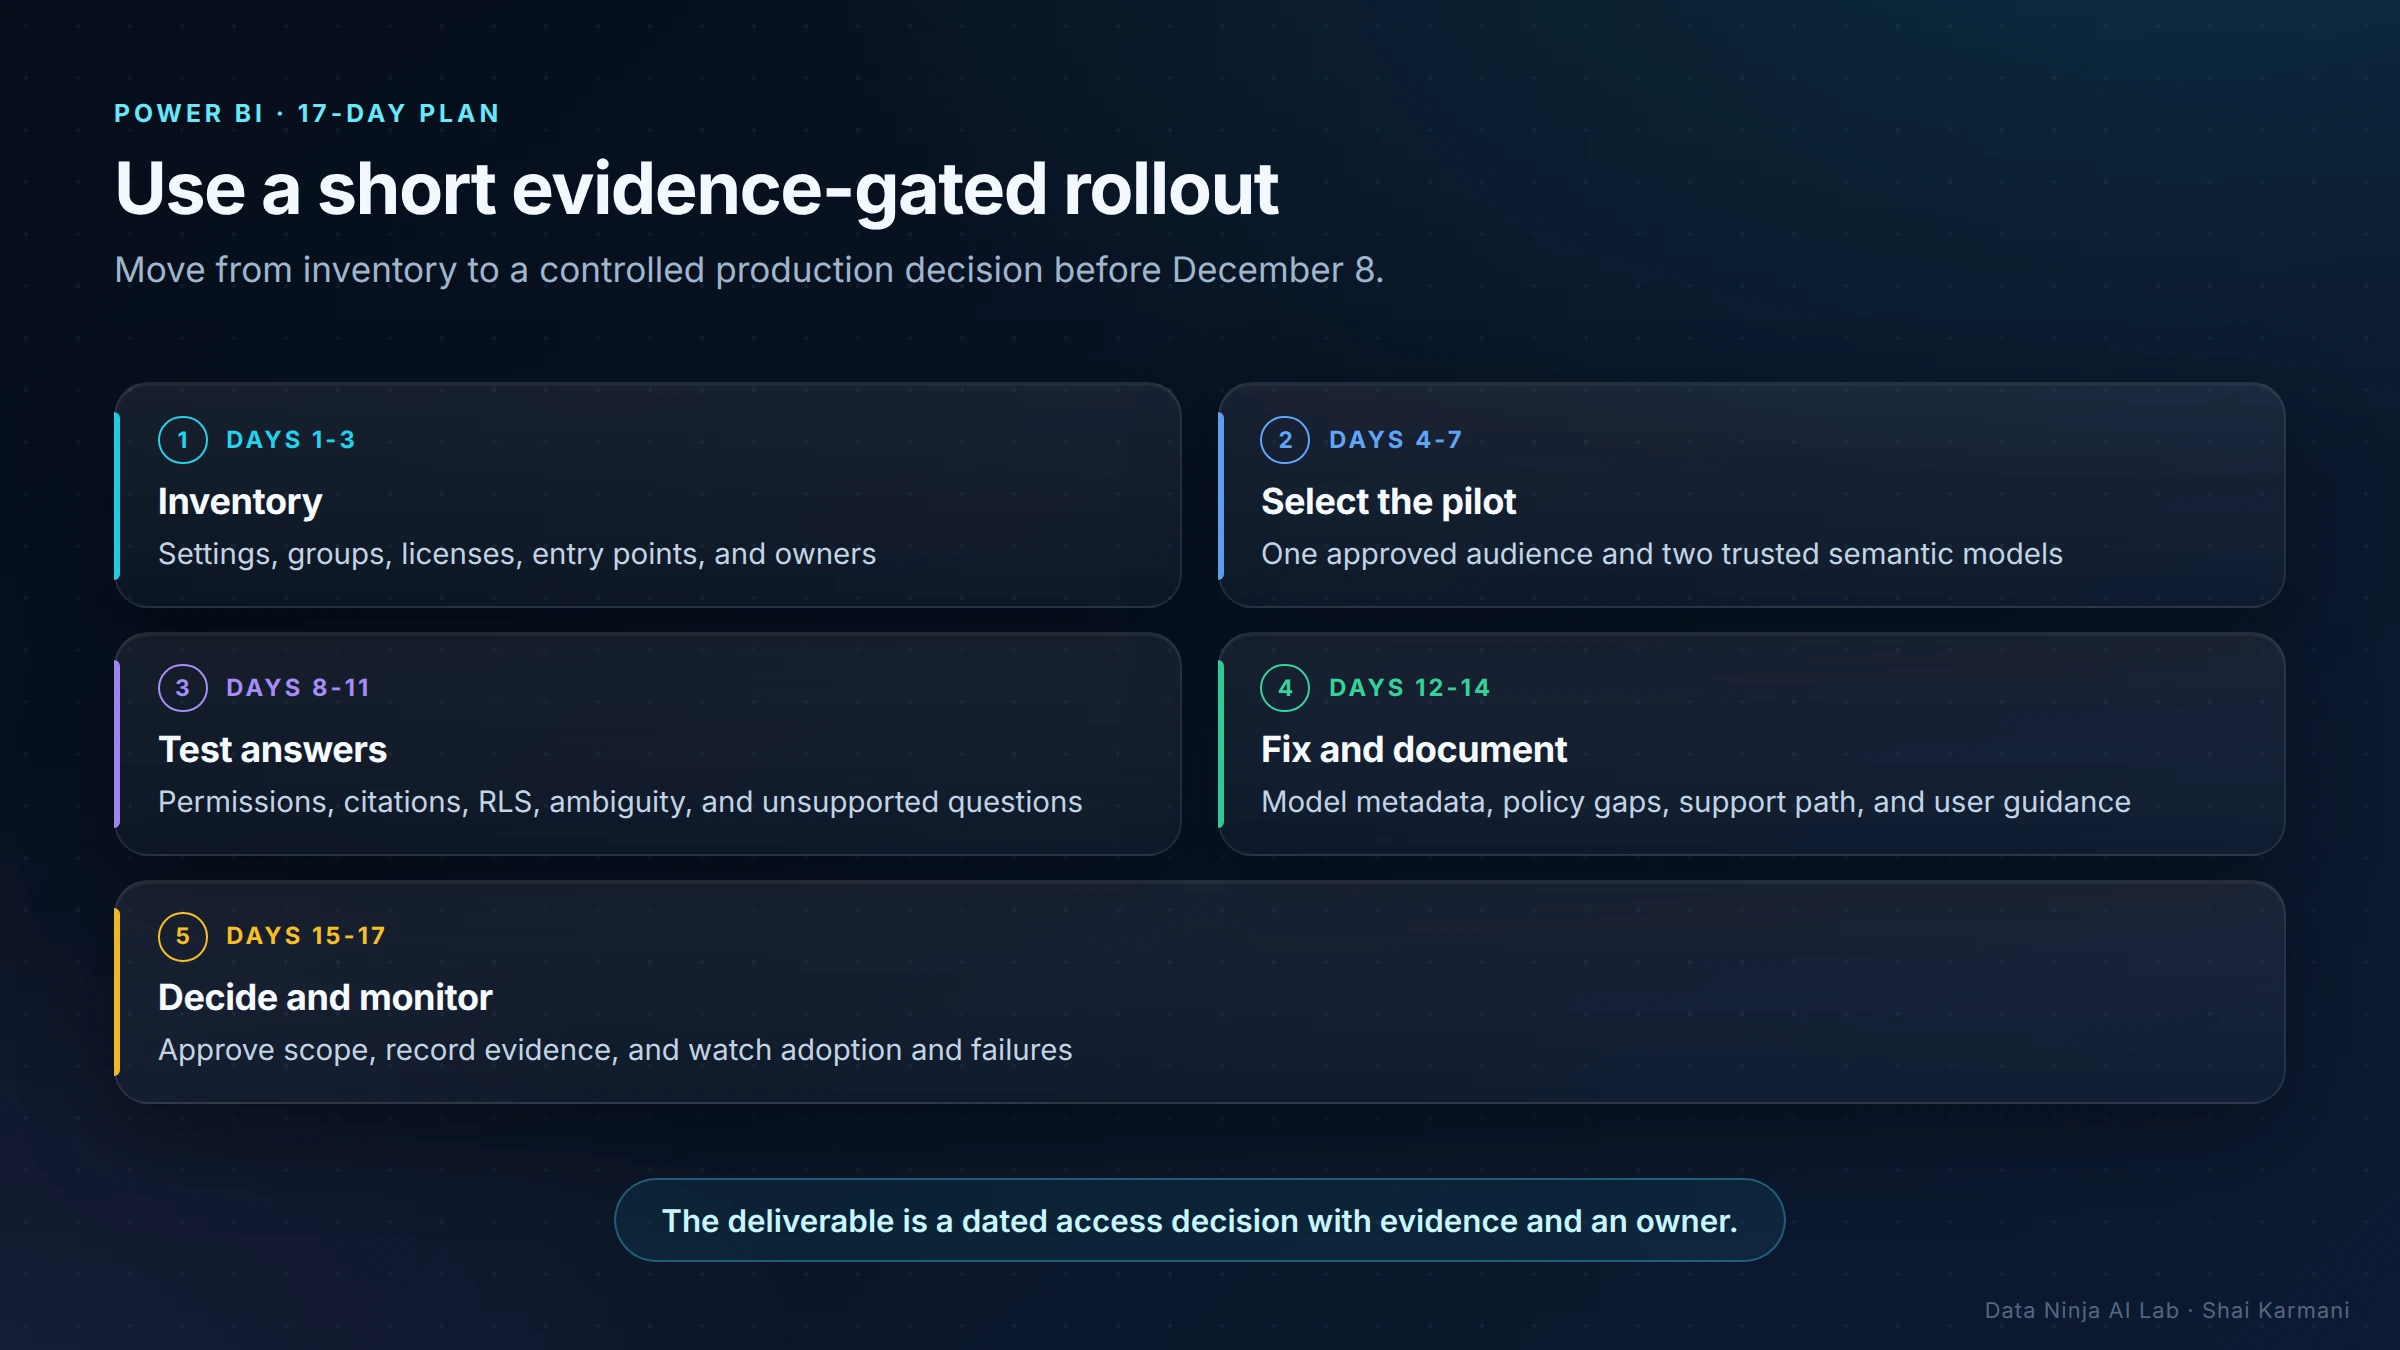 POWER BI · 17-DAY PLAN
Use a short evidence-gated rollout
Move from inventory to a controlled production decision before December 8.
1 DAYS 1-3
Inventory
Settings, groups, licenses, entry points, and owners
2 DAYS 4-7
Select the pilot
One approved audience and two trusted semantic models
3 DAYS 8-11
Test answers
Permissions, citations, RLS, ambiguity, and unsupported questions
4 DAYS 12-14
Fix and document
Model metadata, policy gaps, support path, and user guidance
5 DAYS 15-17
Decide and monitor
Approve scope, record evidence, and watch adoption and failures
The deliverable is a dated access decision with evidence and an owner.
Data Ninja AI Lab · Shai Karmani